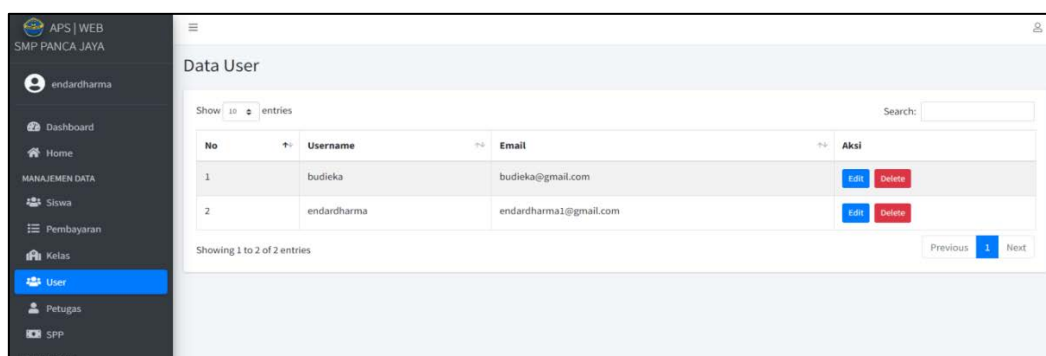 APS | WEB
SMP PANCA JAYA
endardharma
Dashboard
Home
MANAJEMEN DATA
Siswa
Pembayaran
Kelas
User
Petugas
SPP
Data User
Show 10 entries
Search:
No Username Email Aksi
1 budieka budieka@gmail.com Edit Delete
2 endardharma endardharma1@gmail.com Edit Delete
Showing 1 to 2 of 2 entries
Previous 1 Next